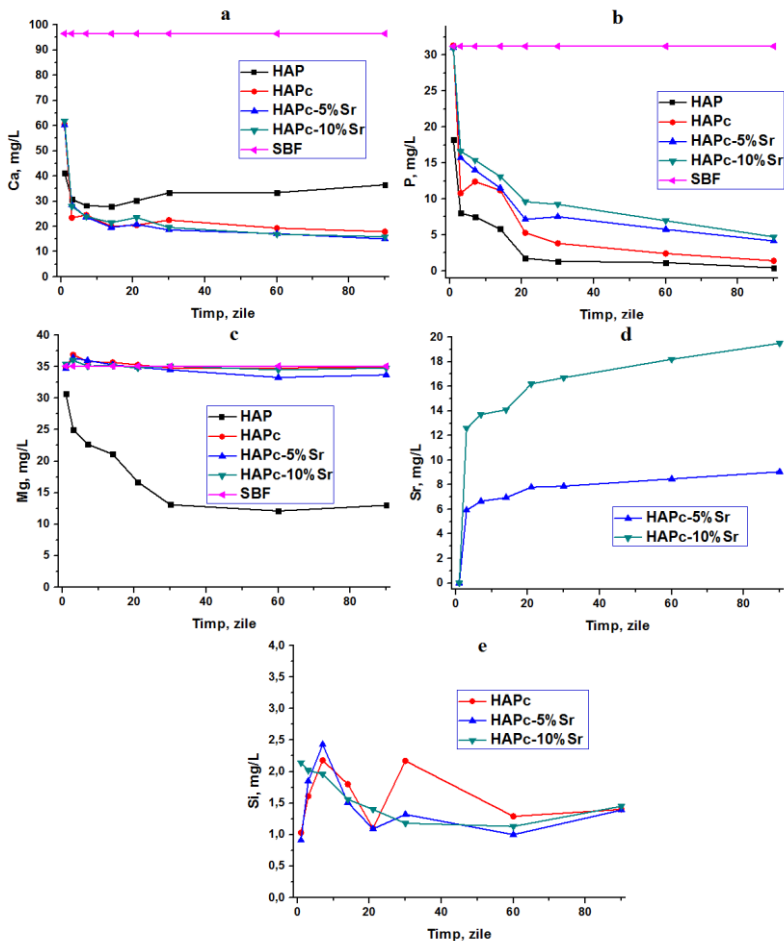 a
Ca, mg/L
100
90
80
70
60
50
40
30
20
10
0
HAP
HAPc
HAPc-5%Sr
HAPc-10%Sr
SBF
0 20 40 60 80
Timp, zile
b
P, mg/L
30
25
20
15
10
5
0
HAP
HAPc
HAPc-5%Sr
HAPc-10%Sr
SBF
0 20 40 60 80
Timp, zile
c
Mg, mg/L
50
45
40
35
30
25
20
15
10
5
0
HAP
HAPc
HAPc-5%Sr
HAPc-10%Sr
SBF
0 20 40 60 80
Timp, zile
d
Sr, mg/L
20
18
16
14
12
10
8
6
4
2
0
HAPc-5%Sr
HAPc-10%Sr
0 20 40 60 80
Timp, zile
e
Si, mg/L
4,0
3,5
3,0
2,5
2,0
1,5
1,0
0,5
0,0
HAPc
HAPc-5%Sr
HAPc-10%Sr
0 20 40 60 80
Timp, zile